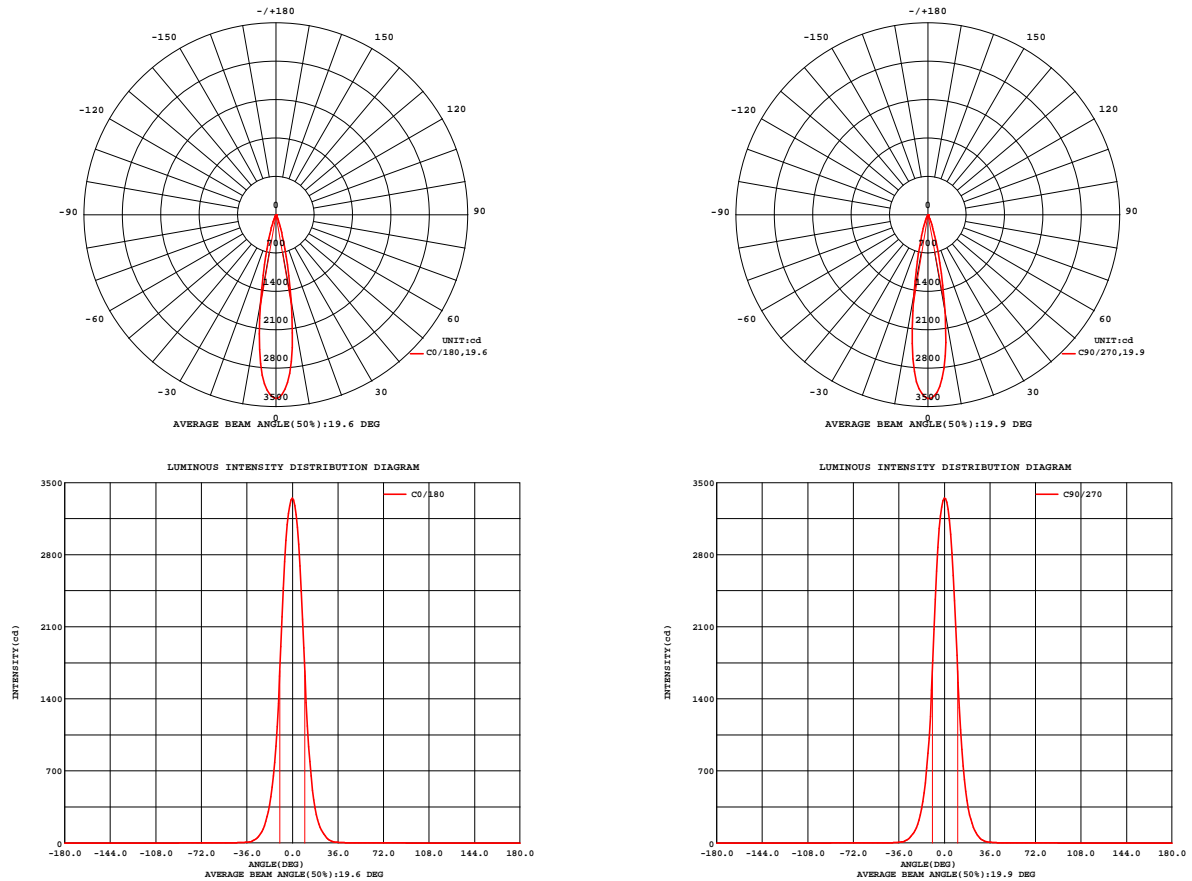 -/+180
-150
150
-120
120
-90
90
-60
60
-30
30
0
0
700
1400
2100
2800
3500
UNIT:cd
C0/180,19.6
AVERAGE BEAM ANGLE(50%):19.6 DEG
-/+180
-150
150
-120
120
-90
90
-60
60
-30
30
0
0
700
1400
2100
2800
3500
UNIT:cd
C90/270,19.9
AVERAGE BEAM ANGLE(50%):19.9 DEG
LUMINOUS INTENSITY DISTRIBUTION DIAGRAM
C0/180
INTENSITY(cd)
3500
2800
2100
1400
700
0
-180.0 -144.0 -108.0 -72.0 -36.0 0.0 36.0 72.0 108.0 144.0 180.0
ANGLE(DEG)
AVERAGE BEAM ANGLE(50%):19.6 DEG
LUMINOUS INTENSITY DISTRIBUTION DIAGRAM
C90/270
INTENSITY(cd)
3500
2800
2100
1400
700
0
-180.0 -144.0 -108.0 -72.0 -36.0 0.0 36.0 72.0 108.0 144.0 180.0
ANGLE(DEG)
AVERAGE BEAM ANGLE(50%):19.9 DEG